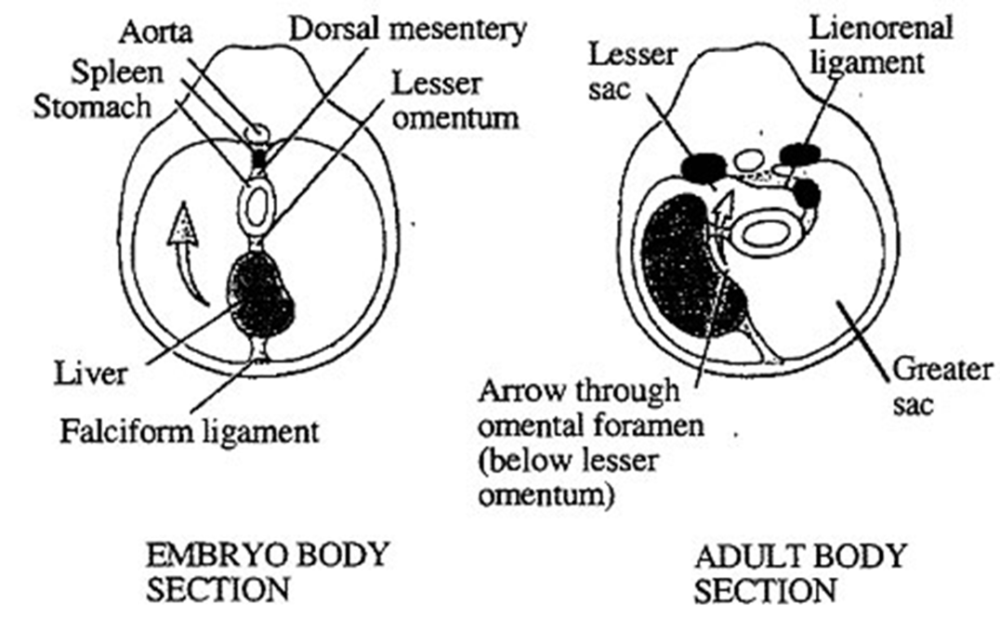 Aorta
Dorsal mesentery
Spleen
Stomach
Lesser
omentum
Liver
Falciform ligament
EMBRYO BODY
SECTION
Lesser
sac
Lienorenal
ligament
Arrow through
omental foramen
(below lesser
omentum)
Greater
sac
ADULT BODY
SECTION